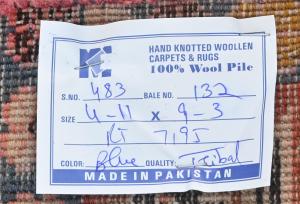 KC
HAND KNOTTED WOOLLEN
CARPETS & RUGS
100% Wool Pile
S.NO. 483 BALE NO. 132
SIZE 4-11 x 9-3
7195
COLOR: Blue QUALITY: Tribal
MADE IN PAKISTAN